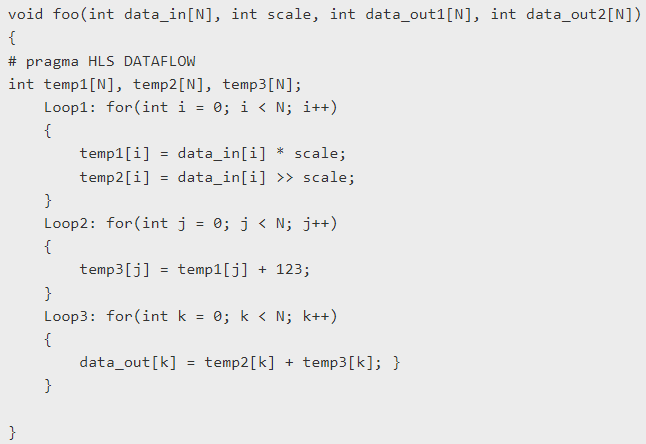 void foo(int data_in[N], int scale, int data_out1[N], int data_out2[N])
{
# pragma HLS DATAFLOW
int temp1[N], temp2[N], temp3[N];
    Loop1: for(int i = 0; i < N; i++)
    {
        temp1[i] = data_in[i] * scale;
        temp2[i] = data_in[i] >> scale;
    }
    Loop2: for(int j = 0; j < N; j++)
    {
        temp3[j] = temp1[j] + 123;
    }
    Loop3: for(int k = 0; k < N; k++)
    {
        data_out[k] = temp2[k] + temp3[k]; }
    }
}